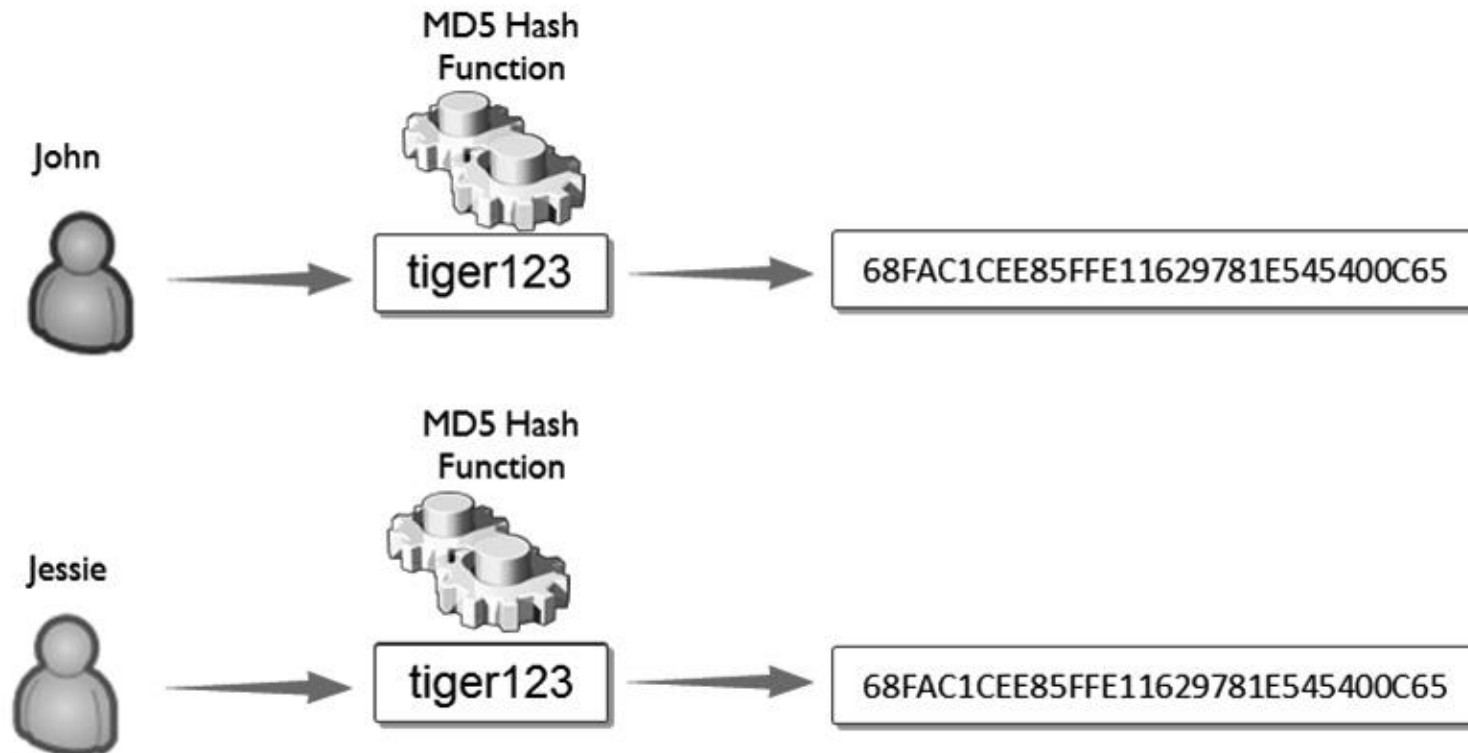 MD5 Hash
Function
John
tiger123
68FAC1CEE85FFE11629781E545400C65
MD5 Hash
Function
Jessie
tiger123
68FAC1CEE85FFE11629781E545400C65